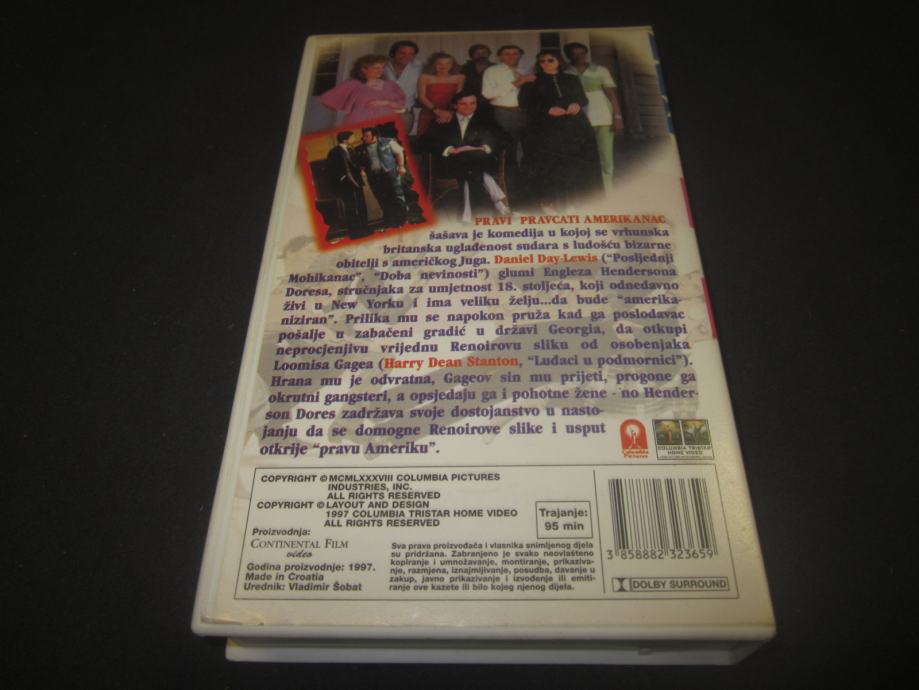 PRAVI PRAVCATI AMERIKANAC
šašava je komedija u kojoj se vrhunska
britanska uglađenost sudara s ludošću bizarne
obitelji s američkog Juga. Daniel Day-Lewis ("Posljednji
Mohikanac", "Doba nevinosti") glumi Engleza Hendersona
Doresa, stručnjaka za umjetnost 18. stoljeća, koji odnedavno
živi u New Yorku i ima veliku želju...da bude "amerika-
niziran". Prilika mu se napokon pruža kad ga poslodavac
pošalje u zabačeni gradić u državi Georgia, da otkupi
neprocjenjivu vrijednu Renoirovu sliku od osobenjaka
Loomisa Gagea (Harry Dean Stanton, "Luđaci u podmornici").
Hrana mu je odvratna, Gageov sin mu prijeti, progone ga
okrutni gangsteri, a opsjedaju ga i pohotne žene - no Hender-
son Dores zadržava svoje dostojanstvo u nasto-
janju da se domogne Renoirove slike i usput
otkrije "pravu Ameriku".
Columbia
Pictures
COLUMBIA TRISTAR
HOME VIDEO
COPYRIGHT © MCMLXXXVIII COLUMBIA PICTURES
INDUSTRIES, INC.
ALL RIGHTS RESERVED
COPYRIGHT © LAYOUT AND DESIGN
1997 COLUMBIA TRISTAR HOME VIDEO
ALL RIGHTS RESERVED
Proizvodnja:
CONTINENTAL FILM
video
Godina proizvodnje: 1997.
Made in Croatia
Urednik: Vladimir Šobat
Trajanje:
95 min
Sva prava proizvođača i vlasnika snimljenog djela
su pridržana. Zabranjeno je svako neovlašteno
kopiranje i umnožavanje, montiranje, prikaziva-
nje, razmjena, iznajmljivanje, posudba, davanje u
zakup, javno prikazivanje i izvođenje ili emiti-
ranje ove kazete ili bilo kojeg njenog dijela.
3 858882 323659
DOLBY SURROUND